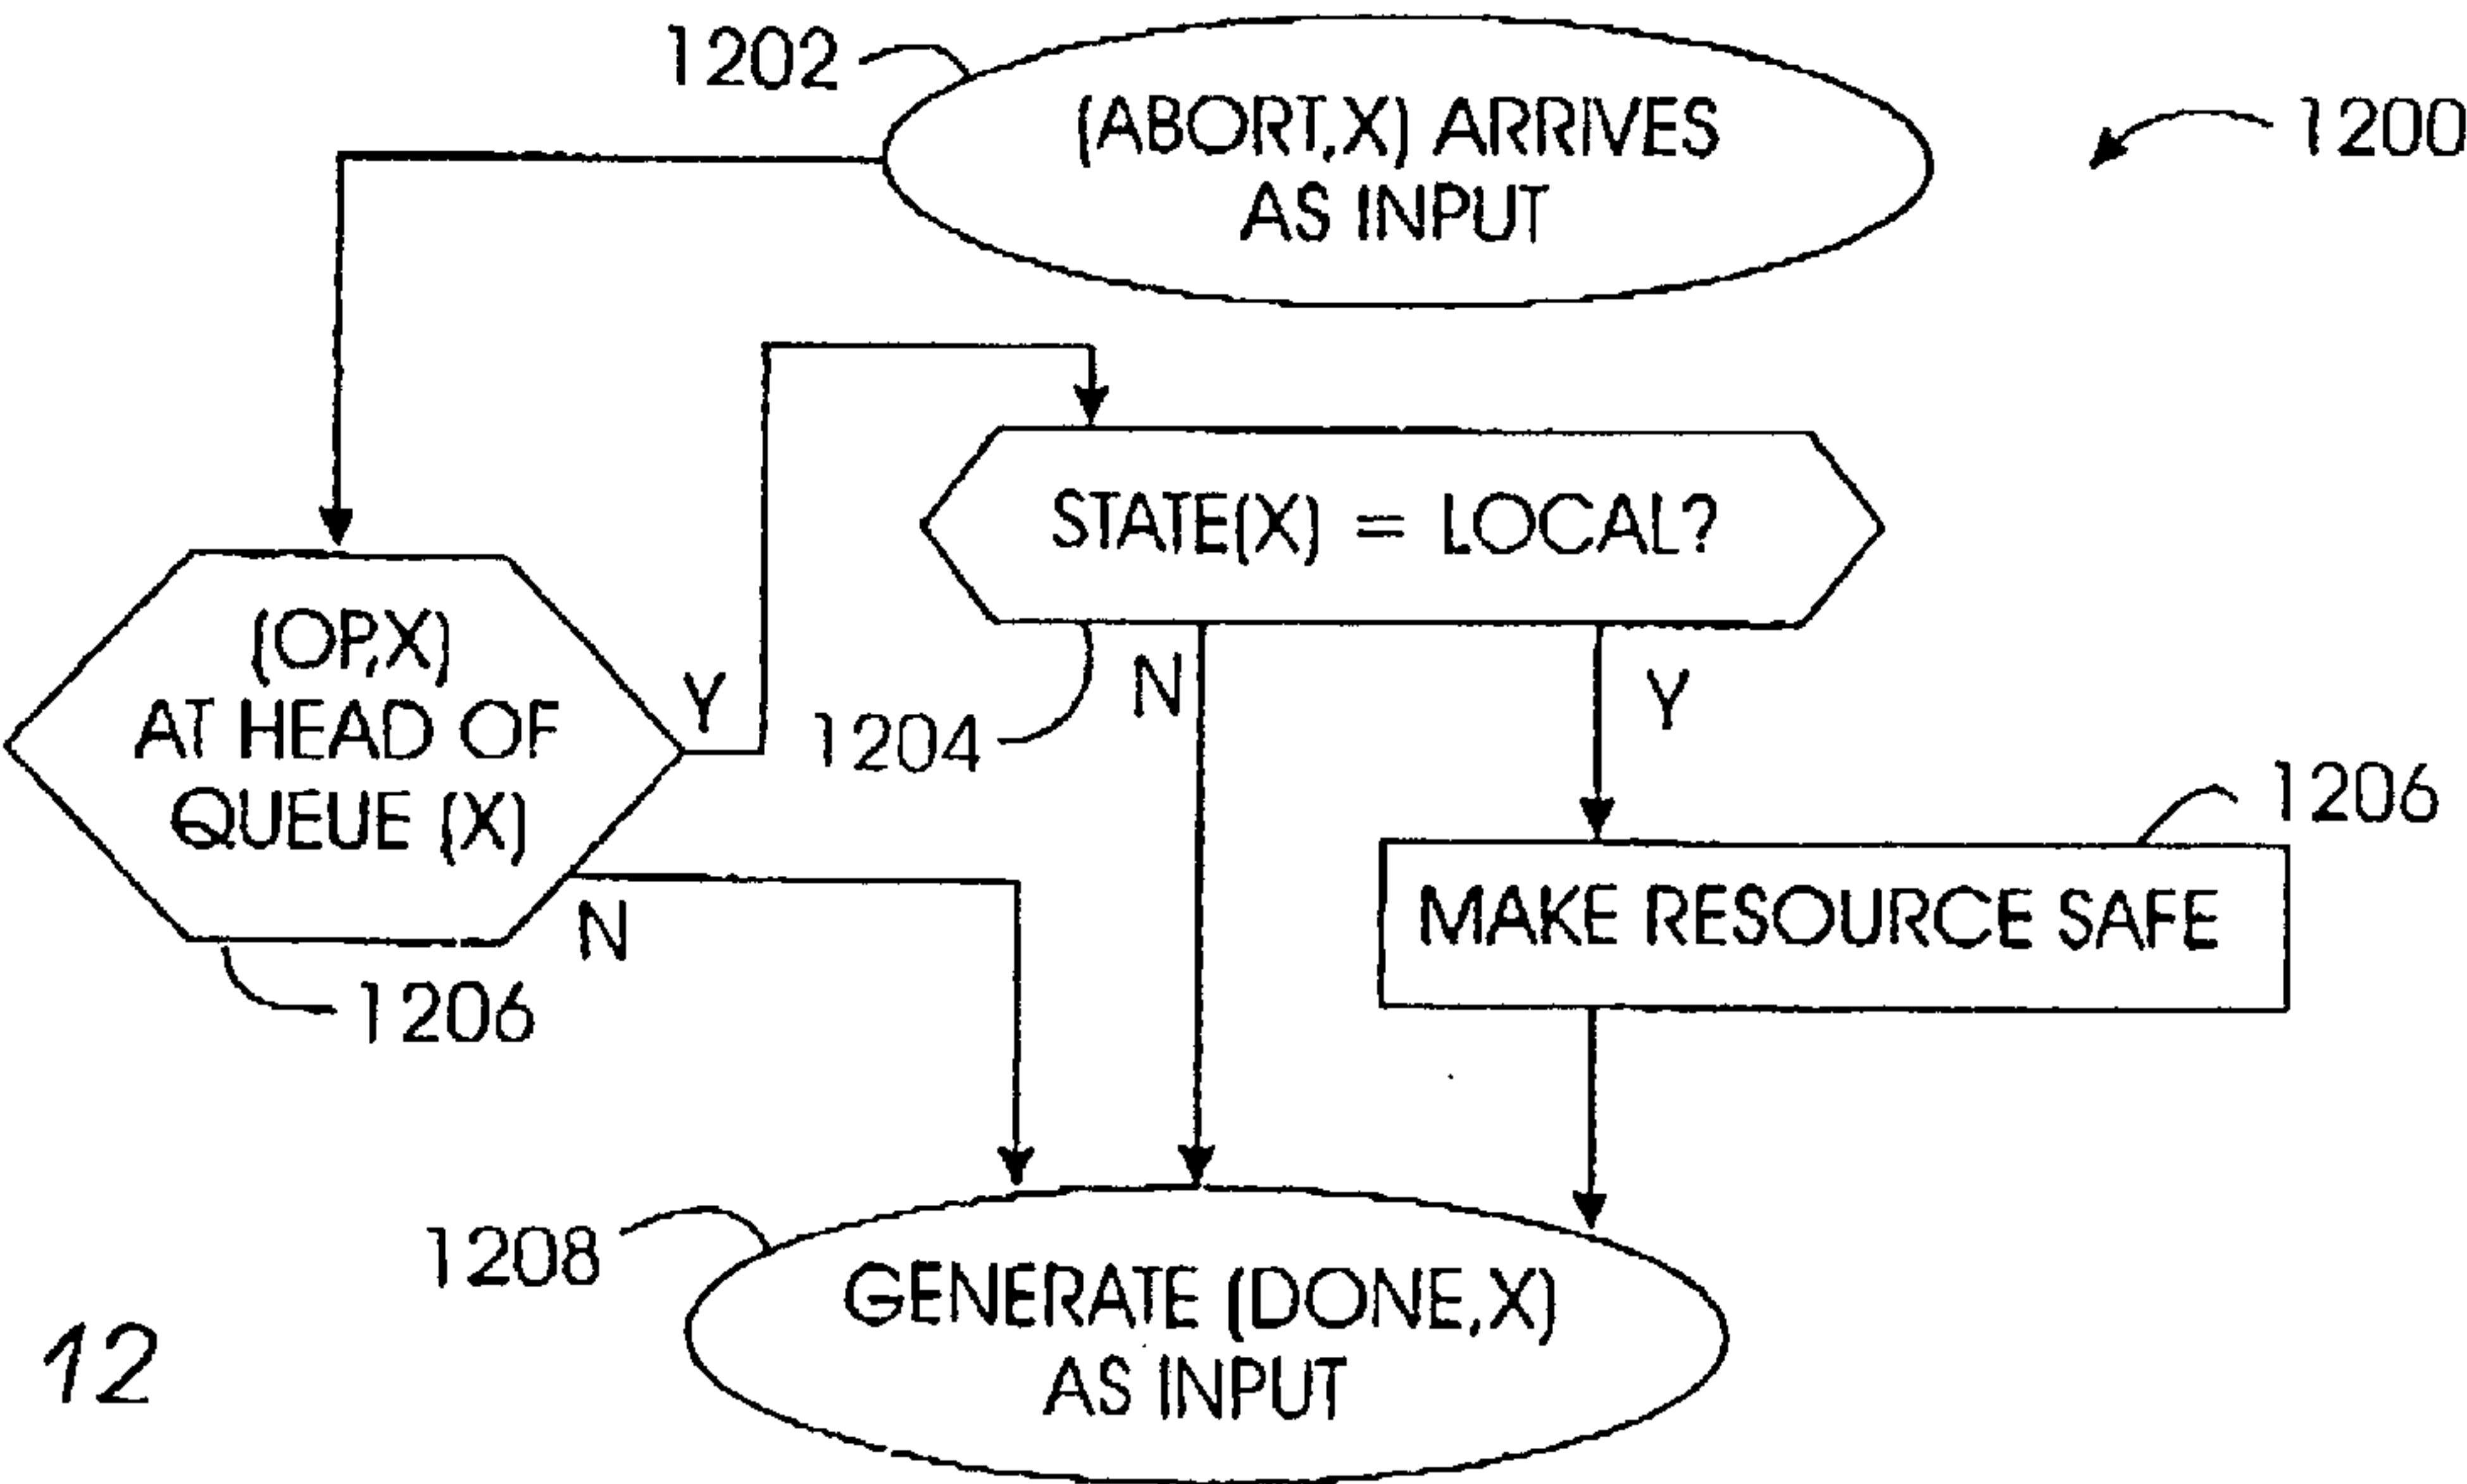 1202
(ABORT,X) ARRIVES
AS INPUT
1200
STATE(X) = LOCAL?
(OP,X)
AT HEAD OF
QUEUE (X)
Y
N
1204
N
Y
1206
MAKE RESOURCE SAFE
1206
1208
GENERATE (DONE,X)
AS INPUT
12